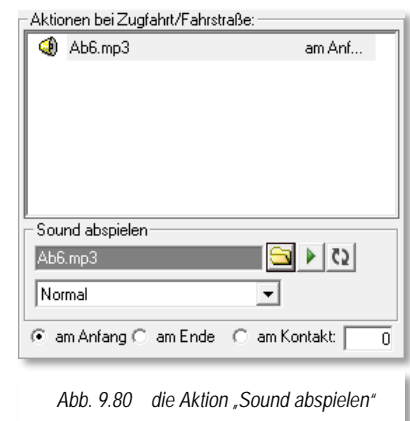 Aktionen bei Zugfahrt/Fahrstraße:
Ab6.mp3 am Anf...
Sound abspielen
Ab6.mp3
Normal
am Anfang am Ende am Kontakt: 0
Abb. 9.80 die Aktion „Sound abspielen“